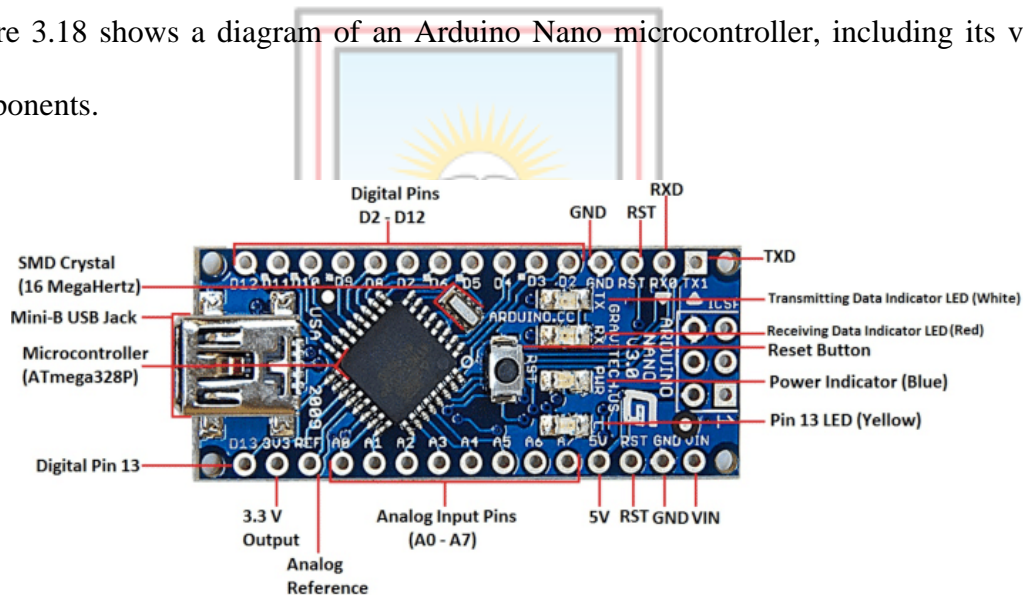 re 3.18 shows a diagram of an Arduino Nano microcontroller, including its v
ponents.
Digital Pins
D2 - D12
GND
RST
RXD
TXD
SMD Crystal
(16 MegaHertz)
Mini-B USB Jack
Microcontroller
(ATmega328P)
Digital Pin 13
Transmitting Data Indicator LED (White)
Receiving Data Indicator LED (Red)
Reset Button
Power Indicator (Blue)
Pin 13 LED (Yellow)
D12 D11 D10 D9 D8 D7 D6 D5 D4 D3 D2 GND RST RX0 TX1
ICSP
ARDUINO.CC
TX
RX
PWR
L
RST
USA
2009
GRAVITECH.US
ARDUINO
NANO
V3.0
D13 3V3 REF A0 A1 A2 A3 A4 A5 A6 A7 5V RST GND VIN
3.3 V
Output
Analog
Reference
Analog Input Pins
(A0 - A7)
5V
RST
GND
VIN